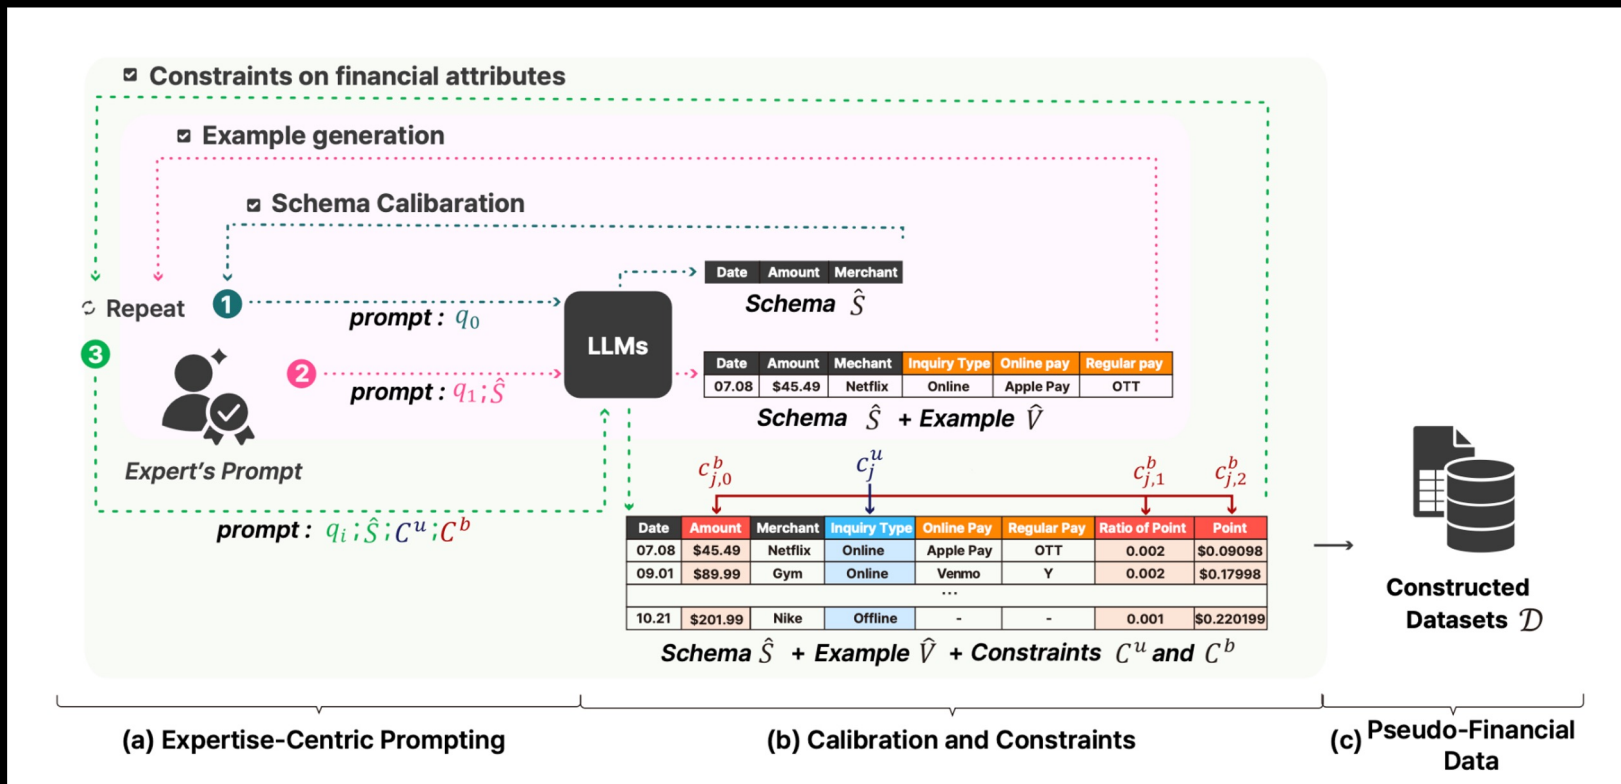 Constraints on financial attributes
Example generation
Schema Calibaration
Date Amount Merchant
Repeat 1
prompt : q₀
Schema Ŝ
LLMs
3
2
prompt : q₁;Ŝ
Date Amount Mechant Inquiry Type Online pay Regular pay
07.08 $45.49 Netflix Online Apple Pay OTT
Schema Ŝ + Example V̂
Expert's Prompt
C^b_{j,0} C^u_j C^b_{j,1} C^b_{j,2}
prompt : qᵢ;Ŝ;C^u;C^b
Date Amount Merchant Inquiry Type Online Pay Regular Pay Ratio of Point Point
07.08 $45.49 Netflix Online Apple Pay OTT 0.002 $0.09098
09.01 $89.99 Gym Online Venmo Y 0.002 $0.17998
...
10.21 $201.99 Nike Offline - - 0.001 $0.220199
Schema Ŝ + Example V̂ + Constraints C^u and C^b
Constructed
Datasets 𝒟
(a) Expertise-Centric Prompting
(b) Calibration and Constraints
(c) Pseudo-Financial
Data